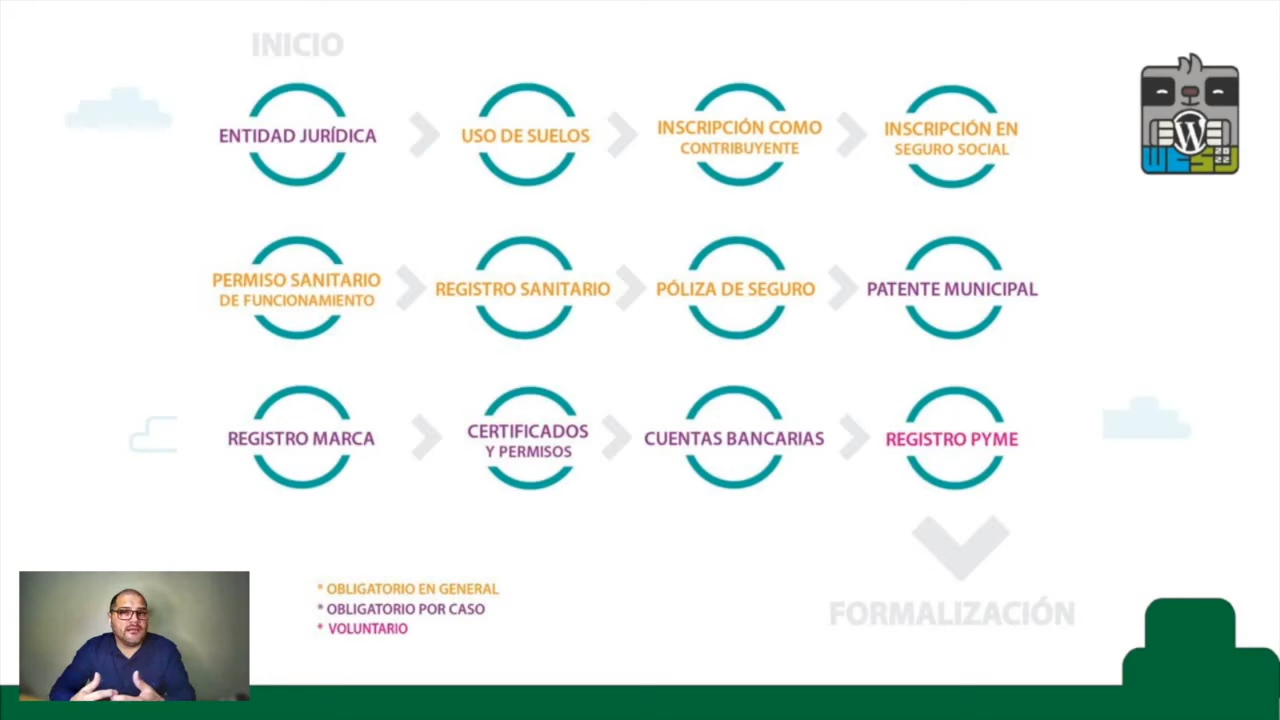 INICIO
ENTIDAD JURÍDICA
USO DE SUELOS
INSCRIPCIÓN COMO
CONTRIBUYENTE
INSCRIPCIÓN EN
SEGURO SOCIAL
PERMISO SANITARIO
DE FUNCIONAMIENTO
REGISTRO SANITARIO
PÓLIZA DE SEGURO
PATENTE MUNICIPAL
REGISTRO MARCA
CERTIFICADOS
Y PERMISOS
CUENTAS BANCARIAS
REGISTRO PYME
* OBLIGATORIO EN GENERAL
* OBLIGATORIO POR CASO
* VOLUNTARIO
FORMALIZACIÓN